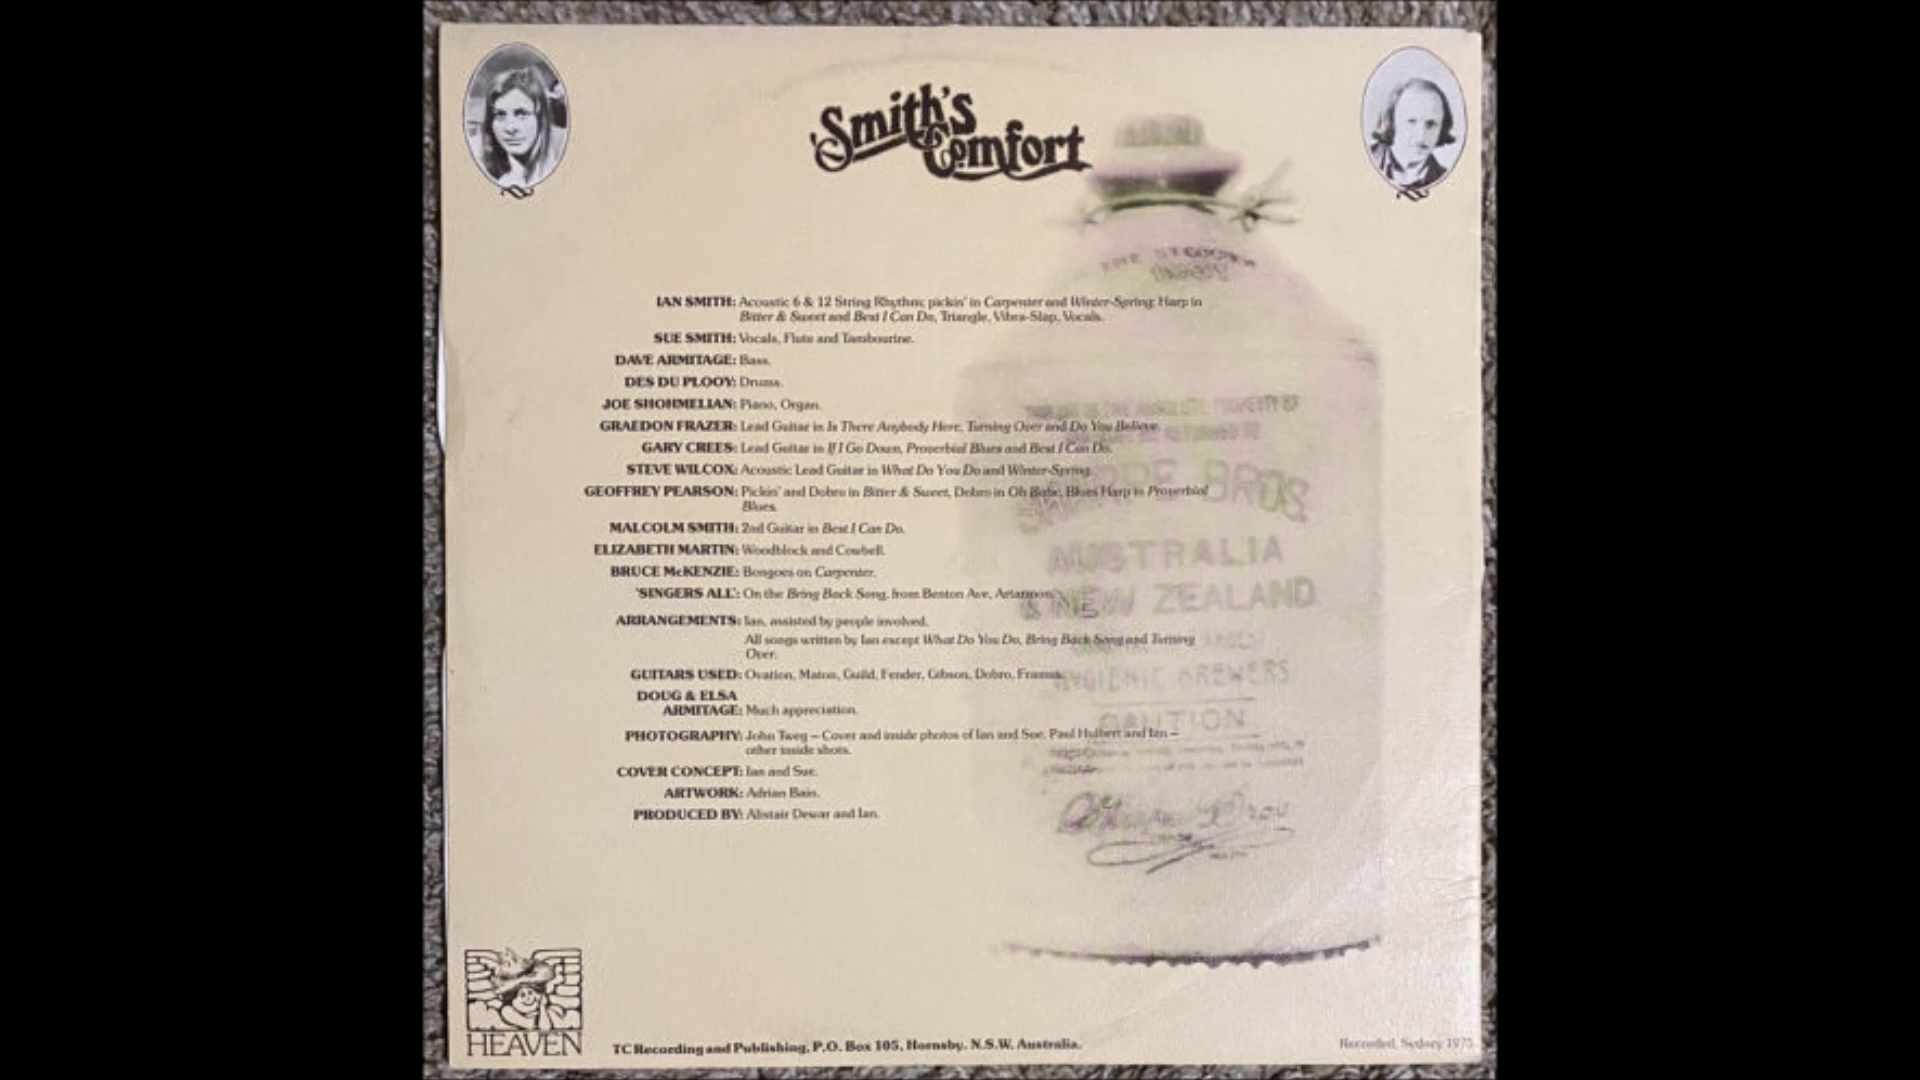 Smith's
Comfort
IAN SMITH: Acoustic 6 & 12 String Rhythm; pickin' in Carpenter and Winter-Spring; Harp in
Bitter & Sweet and Best I Can Do, Triangle, Vibra-Slap, Vocals.
SUE SMITH: Vocals, Flute and Tambourine.
DAVE ARMITAGE: Bass.
DES DU PLOOY: Drums.
JOE SHOHMELIAN: Piano, Organ.
GRAEDON FRAZER: Lead Guitar in Is There Anybody Here, Turning Over and Do You Believe.
GARY CREES: Lead Guitar in If I Go Down, Proverbial Blues and Best I Can Do.
STEVE WILCOX: Acoustic Lead Guitar in What Do You Do and Winter-Spring.
GEOFFREY PEARSON: Pickin' and Dobro in Bitter & Sweet, Dobro in Oh Babe, Blues Harp in Proverbial
Blues.
MALCOLM SMITH: 2nd Guitar in Best I Can Do.
ELIZABETH MARTIN: Woodblock and Cowbell.
BRUCE McKENZIE: Bongoes on Carpenter.
'SINGERS ALL': On the Bring Back Song, from Benton Ave, Artarmon.
ARRANGEMENTS: Ian, assisted by people involved.
All songs written by Ian except What Do You Do, Bring Back Song and Turning
Over.
GUITARS USED: Ovation, Maton, Guild, Fender, Gibson, Dobro, Framus.
DOUG & ELSA
ARMITAGE: Much appreciation.
PHOTOGRAPHY: John Tweg – Cover and inside photos of Ian and Sue. Paul Hulbert and Ian –
other inside shots.
COVER CONCEPT: Ian and Sue.
ARTWORK: Adrian Bain.
PRODUCED BY: Alistair Dewar and Ian.
BROS
AUSTRALIA
& NEW ZEALAND
BREWERS
CAUTION
HEAVEN
TC Recording and Publishing, P.O. Box 105, Hornsby. N.S.W. Australia.
Recorded, Sydney